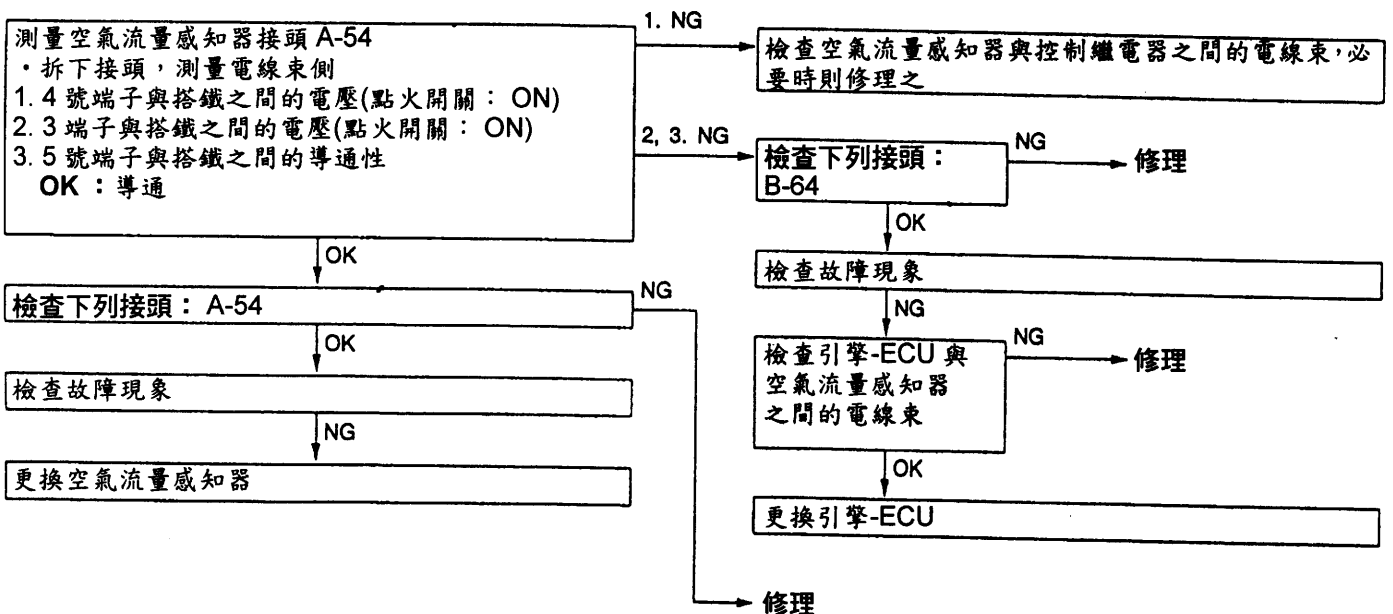 測量空氣流量感知器接頭 A-54
・拆下接頭，測量電線束側
1. 4 號端子與搭鐵之間的電壓(點火開關： ON)
2. 3 端子與搭鐵之間的電壓(點火開關： ON)
3. 5 號端子與搭鐵之間的導通性
OK ：導通
1. NG
檢查空氣流量感知器與控制繼電器之間的電線束，必
要時則修理之
2, 3. NG
檢查下列接頭：
B-64
NG
修理
OK
檢查故障現象
NG
檢查引擎-ECU 與
空氣流量感知器
之間的電線束
NG
修理
OK
更換引擎-ECU
OK
檢查下列接頭： A-54
NG
OK
檢查故障現象
NG
更換空氣流量感知器
修理